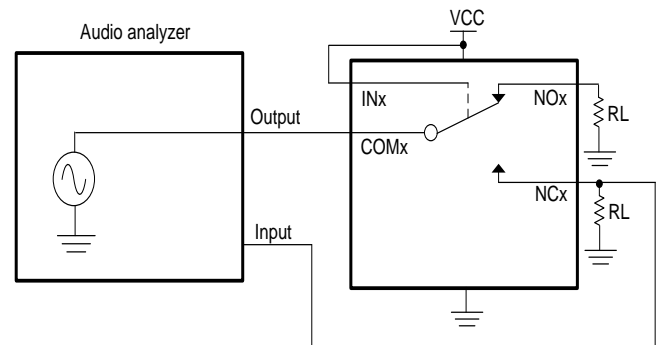 Audio analyzer
VCC
INx
NOx
RL
Output
COMx
NCx
RL
Input